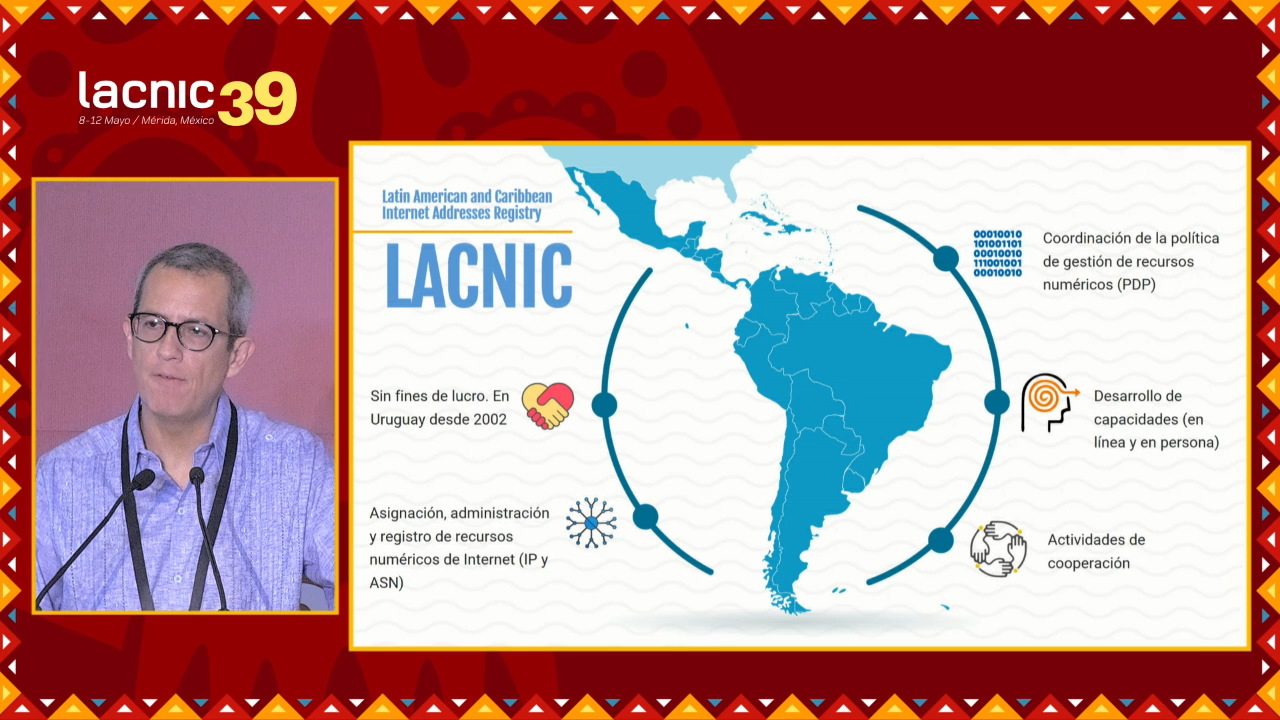 lacnic 39
8-12 Mayo / Mérida, México
Latin American and Caribbean
Internet Addresses Registry
LACNIC
Sin fines de lucro. En
Uruguay desde 2002
Asignación, administración
y registro de recursos
numéricos de Internet (IP y
ASN)
00010010
101001101
00010010
111001001
00010010
Coordinación de la política
de gestión de recursos
numéricos (PDP)
Desarrollo de
capacidades (en
línea y en persona)
Actividades de
cooperación